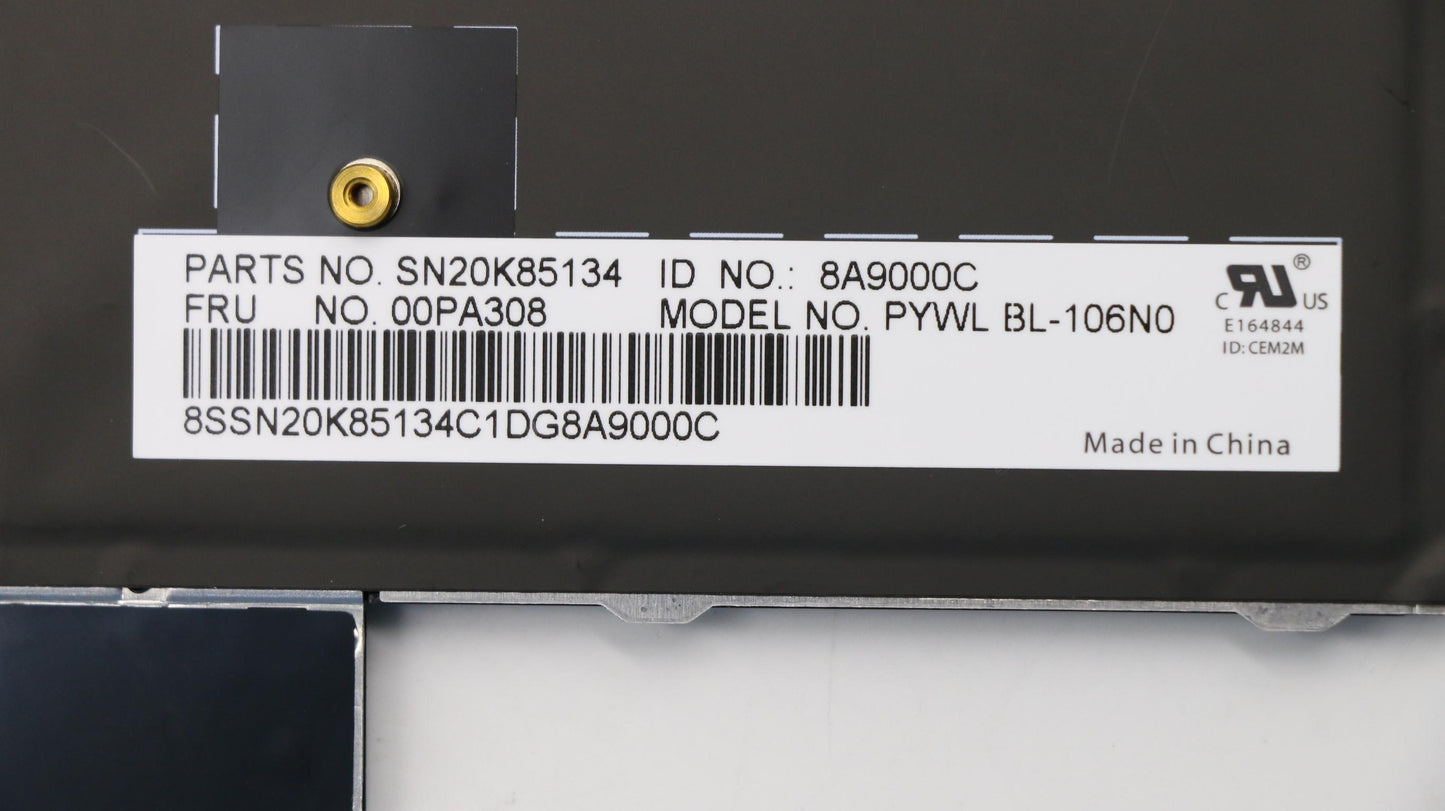 PARTS NO. SN20K85134 ID NO.: 8A9000C
FRU NO. 00PA308 MODEL NO. PYWL BL-106N0
8SSN20K85134C1DG8A9000C
C RU ® US
E164844
ID: CEM2M
Made in China